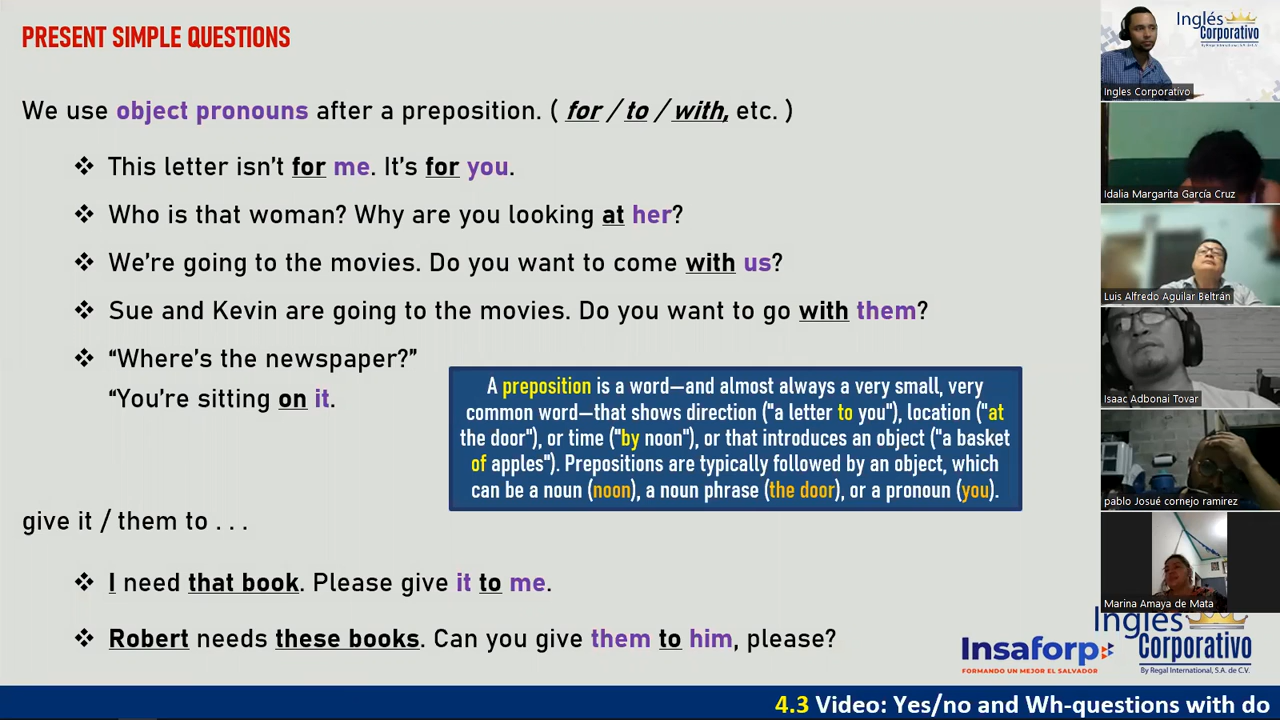 PRESENT SIMPLE QUESTIONS
We use object pronouns after a preposition. ( for / to / with, etc. )
❖ This letter isn't for me. It's for you.
❖ Who is that woman? Why are you looking at her?
❖ We're going to the movies. Do you want to come with us?
❖ Sue and Kevin are going to the movies. Do you want to go with them?
❖ “Where's the newspaper?”
“You're sitting on it.
A preposition is a word—and almost always a very small, very
common word—that shows direction ("a letter to you"), location ("at
the door"), or time ("by noon"), or that introduces an object ("a basket
of apples"). Prepositions are typically followed by an object, which
can be a noun (noon), a noun phrase (the door), or a pronoun (you).
give it / them to . . .
❖ I need that book. Please give it to me.
❖ Robert needs these books. Can you give them to him, please?
Insaforp
FORMANDO UN MEJOR EL SALVADOR
Inglés
Corporativo
By Regal International, S.A. de C.V.
4.3 Video: Yes/no and Wh-questions with do
Inglés
Corporativo
Ingles Corporativo
Idalia Margarita García Cruz
Luis Alfredo Aguilar Beltrán
Isaac Adbonai Tovar
pablo Josué cornejo ramirez
Marina Amaya de Mata